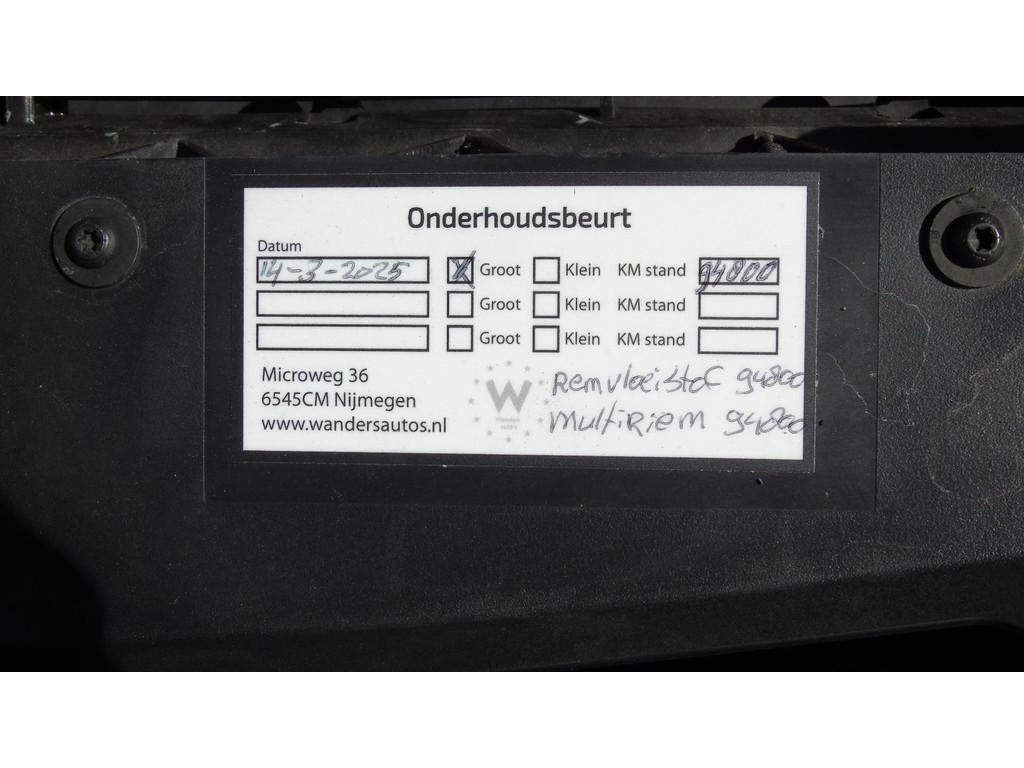 Onderhoudsbeurt
Datum
14-3-2025 X Groot Klein KM stand 94800
Groot Klein KM stand
Groot Klein KM stand
Microweg 36
6545CM Nijmegen
www.wandersautos.nl
W
Remvloeistof 94800
multiRiem 94800